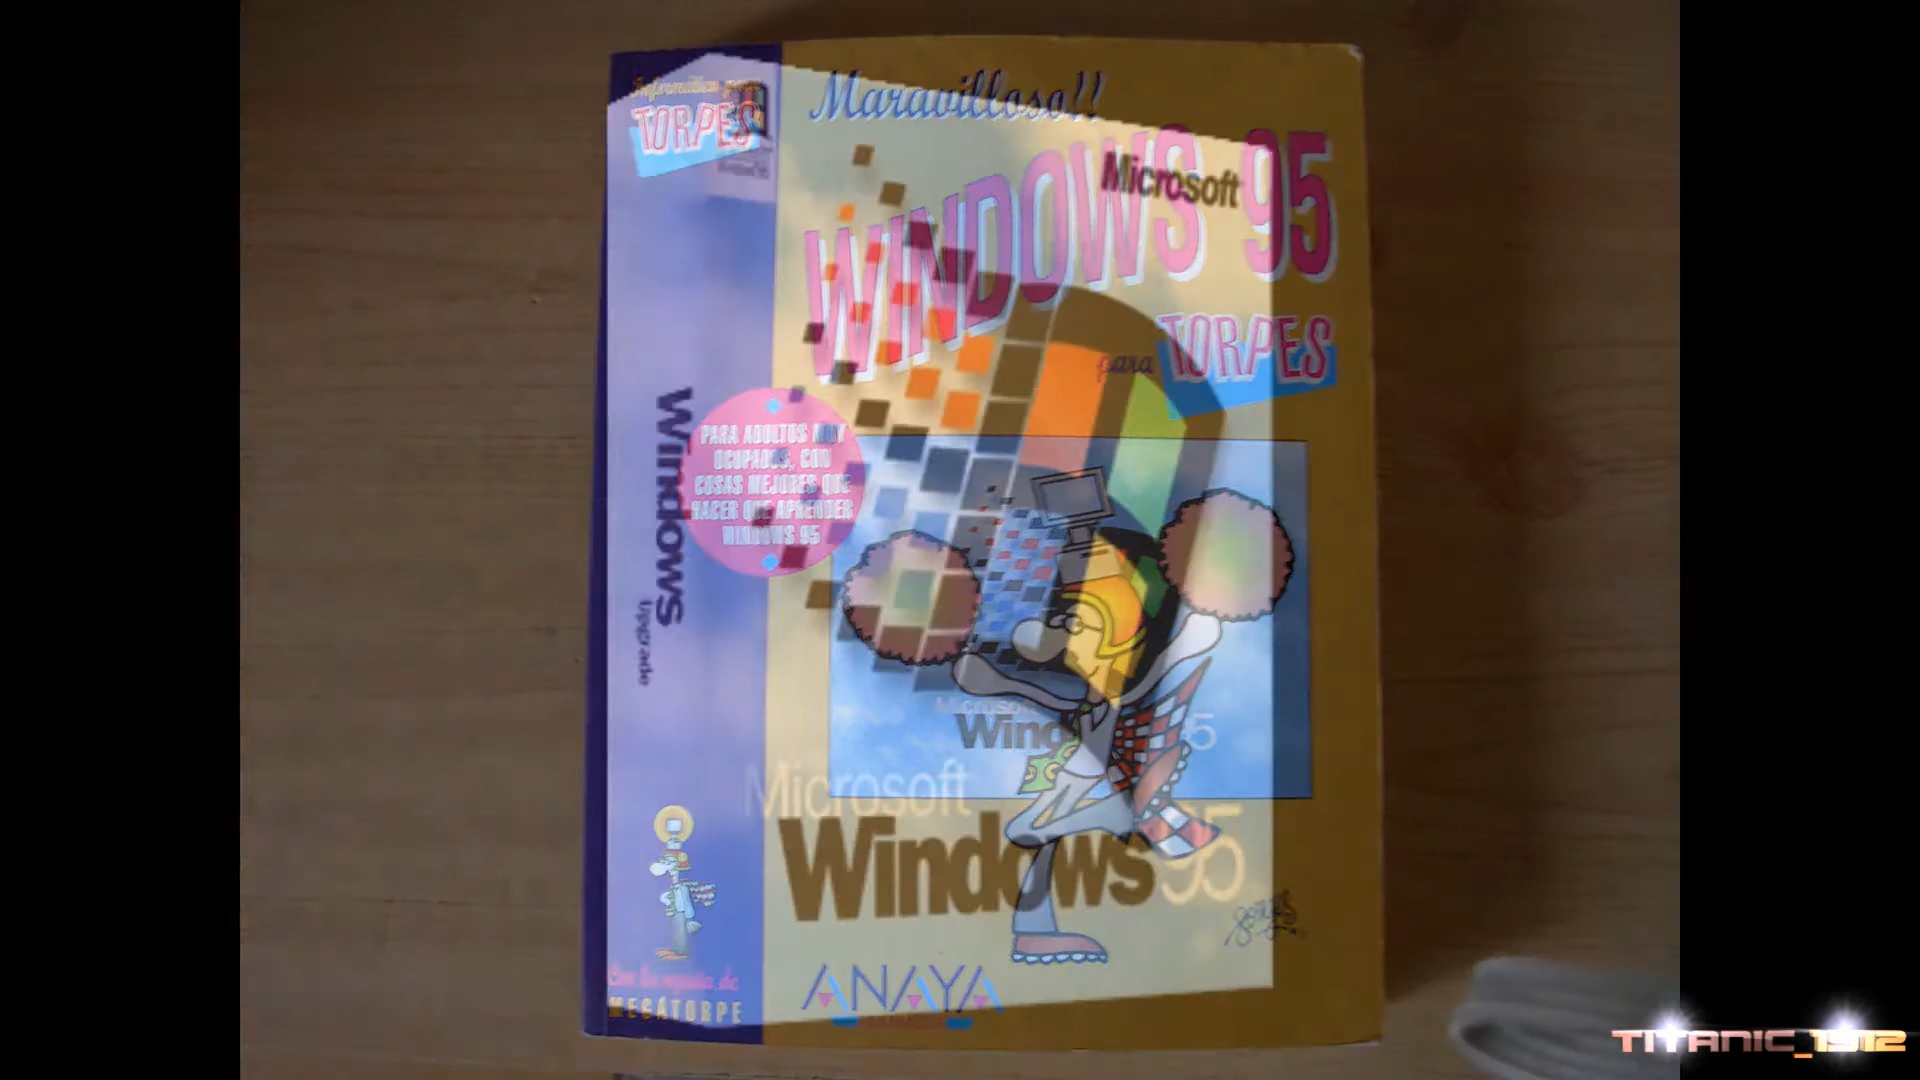 Informática para
TORPES
Maravilloso!!
WINDOWS 95
Microsoft
para TORPES
PARA ADULTOS MUY
OCUPADOS, CON
COSAS MEJORES QUE
HACER QUE APRENDER
WINDOWS 95
Windows
Upgrade
Microsoft
Wind 95
Microsoft
Windows 95
Con la ayuda de
MEGATORPE
ANAYA
TITANIC_1912